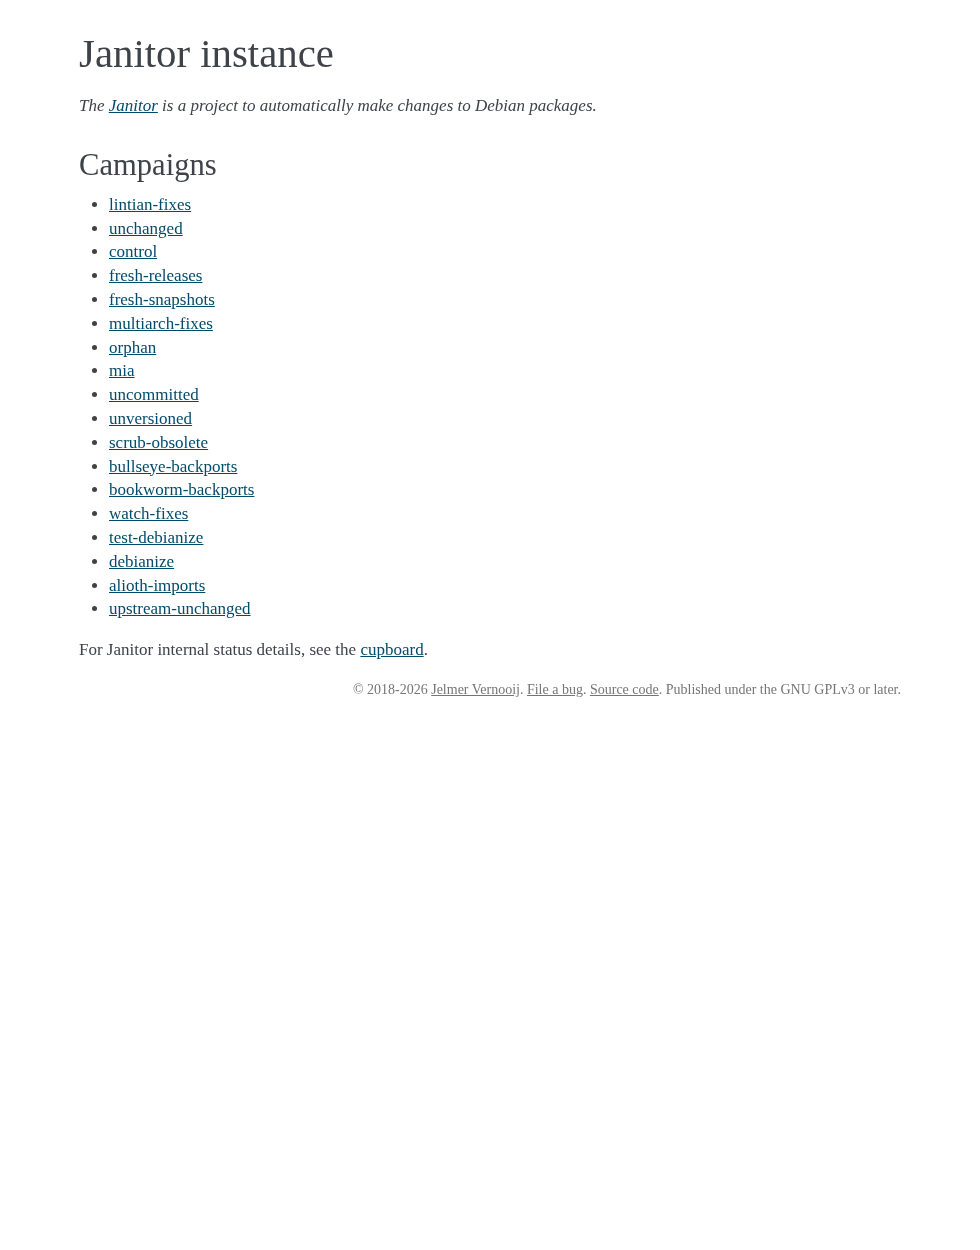 Janitor instance
The Janitor is a project to automatically make changes to Debian packages.
Campaigns
lintian-fixes
unchanged
control
fresh-releases
fresh-snapshots
multiarch-fixes
orphan
mia
uncommitted
unversioned
scrub-obsolete
bullseye-backports
bookworm-backports
watch-fixes
test-debianize
debianize
alioth-imports
upstream-unchanged
For Janitor internal status details, see the cupboard.
© 2018-2026 Jelmer Vernooij. File a bug. Source code. Published under the GNU GPLv3 or later.